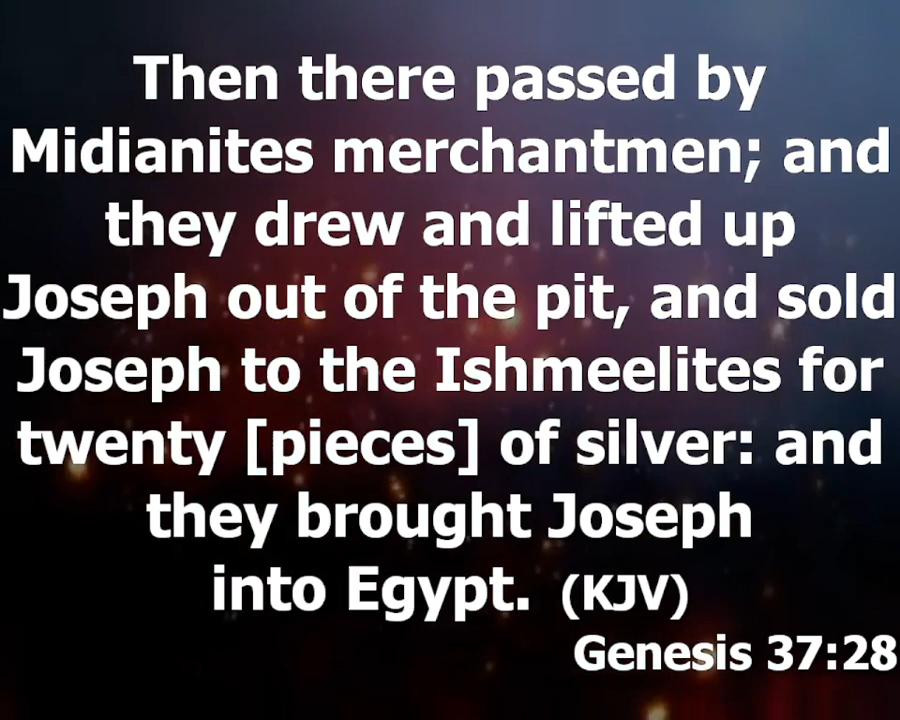 Then there passed by
Midianites merchantmen; and
they drew and lifted up
Joseph out of the pit, and sold
Joseph to the Ishmeelites for
twenty [pieces] of silver: and
they brought Joseph
into Egypt. (KJV)
Genesis 37:28